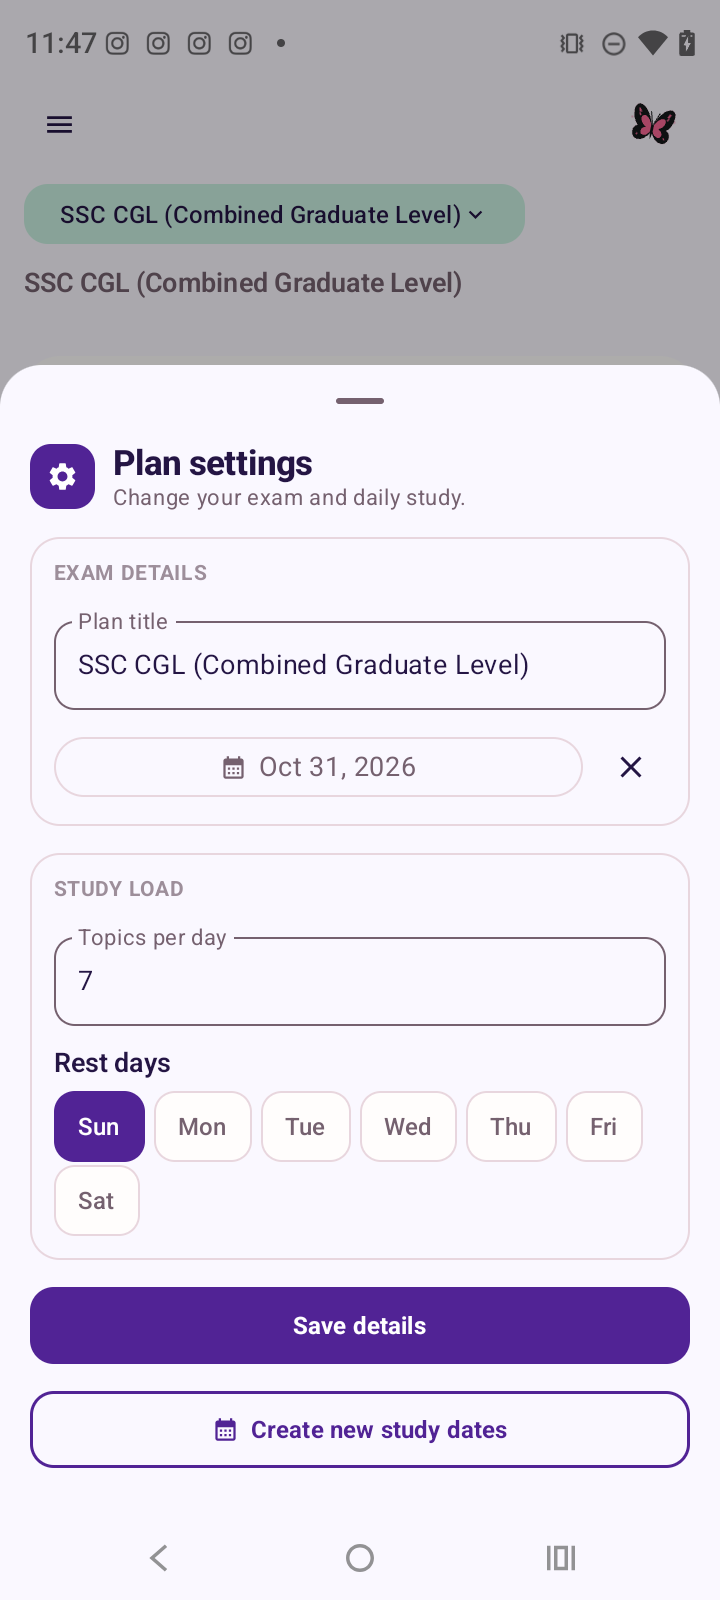 11:47
SSC CGL (Combined Graduate Level)
SSC CGL (Combined Graduate Level)
Plan settings
Change your exam and daily study.
EXAM DETAILS
Plan title
SSC CGL (Combined Graduate Level)
Oct 31, 2026
STUDY LOAD
Topics per day
7
Rest days
Sun Mon Tue Wed Thu Fri
Sat
Save details
Create new study dates